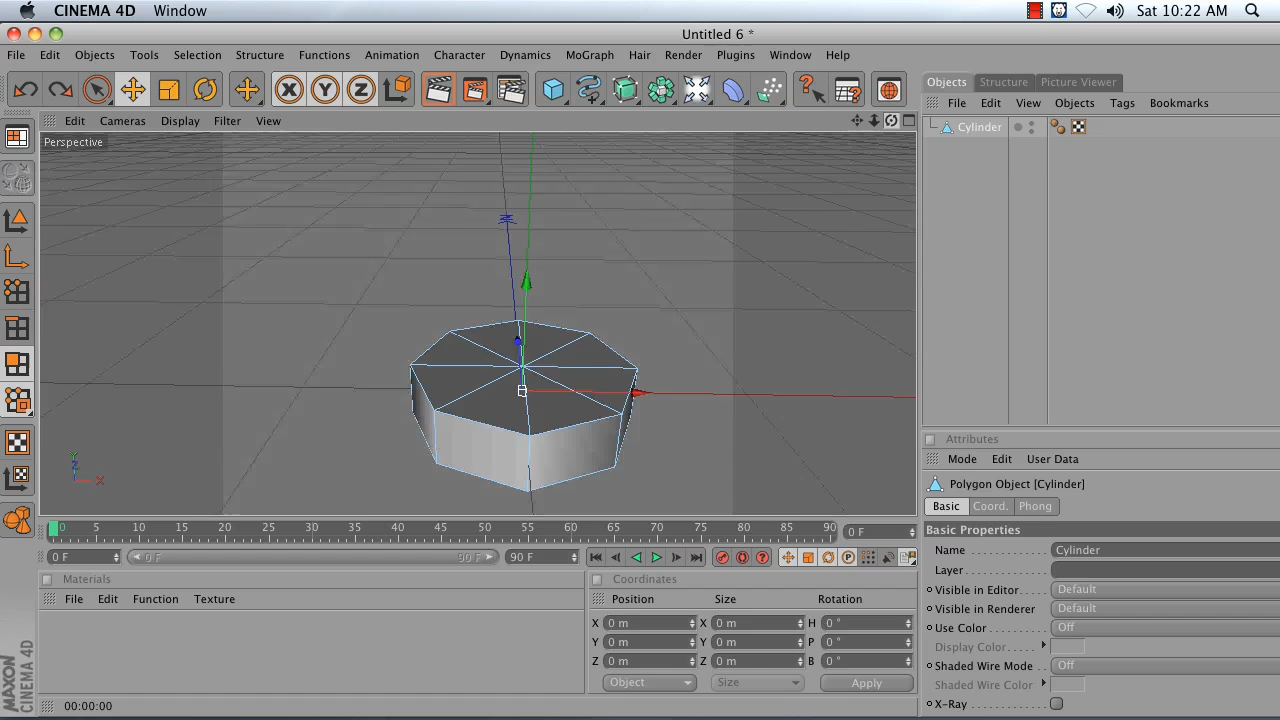 CINEMA 4D Window Sat 10:22 AM
Untitled 6 *
File Edit Objects Tools Selection Structure Functions Animation Character Dynamics MoGraph Hair Render Plugins Window Help
X Y Z
Objects Structure Picture Viewer
File Edit View Objects Tags Bookmarks
Edit Cameras Display Filter View
Perspective
Cylinder
Y
Z
X
Attributes
Mode Edit User Data
Polygon Object [Cylinder]
Basic Coord. Phong
Basic Properties
Name Cylinder
Layer
Visible in Editor Default
Visible in Renderer Default
Use Color Off
Display Color
Shaded Wire Mode Off
Shaded Wire Color
X-Ray
0 5 10 15 20 25 30 35 40 45 50 55 60 65 70 75 80 85 90 0 F
0 F 0 F 90 F 90 F
Materials
File Edit Function Texture
Coordinates
Position Size Rotation
X 0 m X 0 m H 0 °
Y 0 m Y 0 m P 0 °
Z 0 m Z 0 m B 0 °
Object Size Apply
MAXON
CINEMA 4D
00:00:00